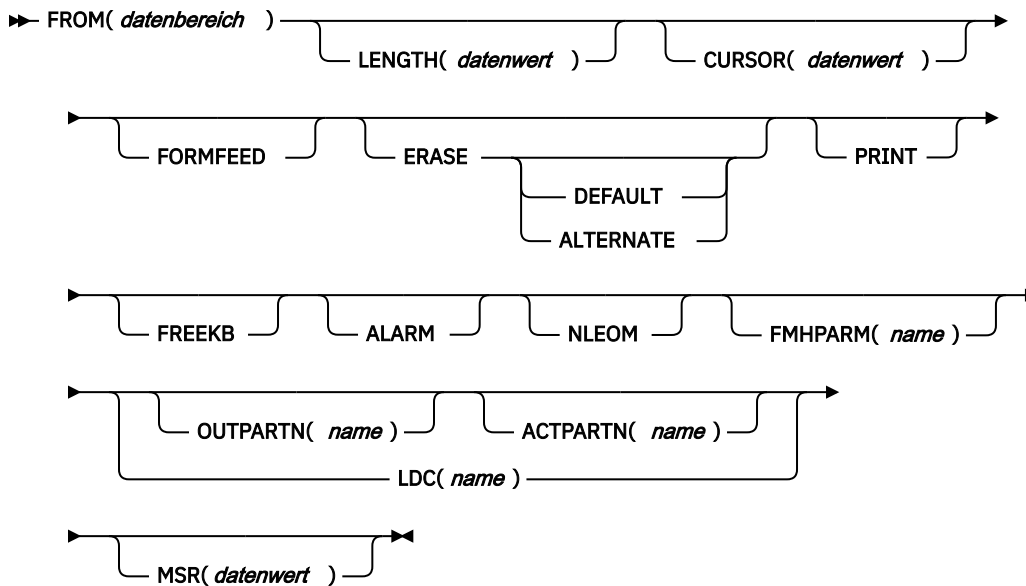 FROM( datenbereich )
LENGTH( datenwert ) CURSOR( datenwert )
FORMFEED ERASE PRINT
DEFAULT
ALTERNATE
FREEKB ALARM NLEOM FMHPARM( name )
OUTPARTN( name ) ACTPARTN( name )
LDC( name )
MSR( datenwert )